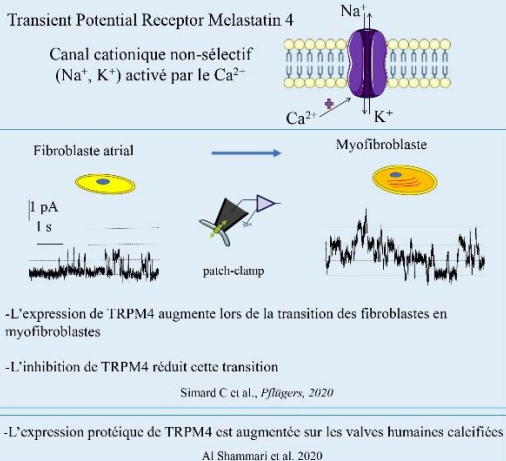 Transient Potential Receptor Melastatin 4
Canal cationique non-sélectif
(Na⁺, K⁺) activé par le Ca²⁺
Na⁺
Ca²⁺
K⁺
Fibroblaste atrial
Myofibroblaste
1 pA
1 s
patch-clamp
-L'expression de TRPM4 augmente lors de la transition des fibroblastes en
myofibroblastes
-L'inhibition de TRPM4 réduit cette transition
Simard C et al., Pflügers, 2020
-L'expression protéique de TRPM4 est augmentée sur les valves humaines calcifiées
Al Shammari et al. 2020